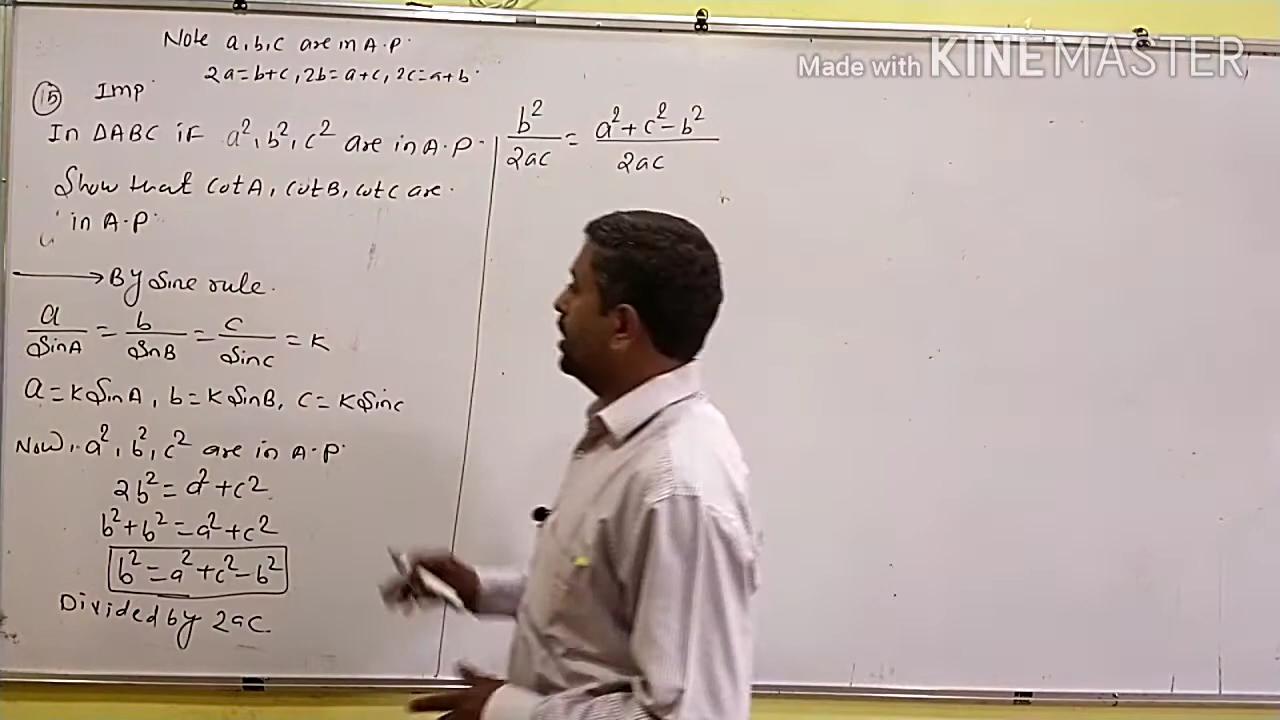 Note a, b, c are in A.P.
2a = b+c, 2b = a+c, 2c = a+b.
(15) Imp
In ΔABC if a², b², c² are in A.P.
Show that cotA, cotB, cotC are
in A.P.
→ By Sine rule.
a/SinA = b/SnB = c/SinC = K
a = K SinA, b = K SinB, c = K Sinc
Now, a², b², c² are in A.P.
2b² = a² + c²
b² + b² = a² + c²
b² = a² + c² - b²
Divided by 2ac.
b²/2ac = a² + c² - b²/2ac
Made with KINEMASTER